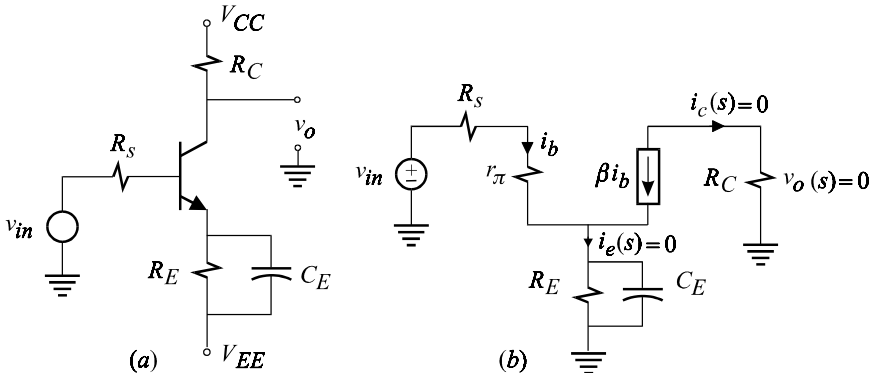 V_CC
R_C
v_o
R_s
v_in
R_E
C_E
V_EE
(a)
R_s
i_b
v_in
+
−
r_π
βi_b
i_c(s)=0
R_C
v_o(s)=0
i_e(s)=0
R_E
C_E
(b)